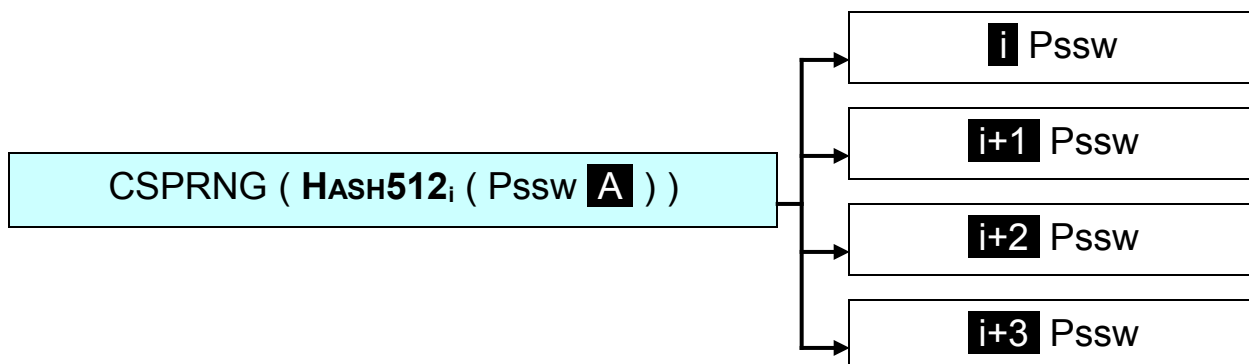 i Pssw
i+1 Pssw
CSPRNG ( HASH512i ( Pssw A ) )
i+2 Pssw
i+3 Pssw